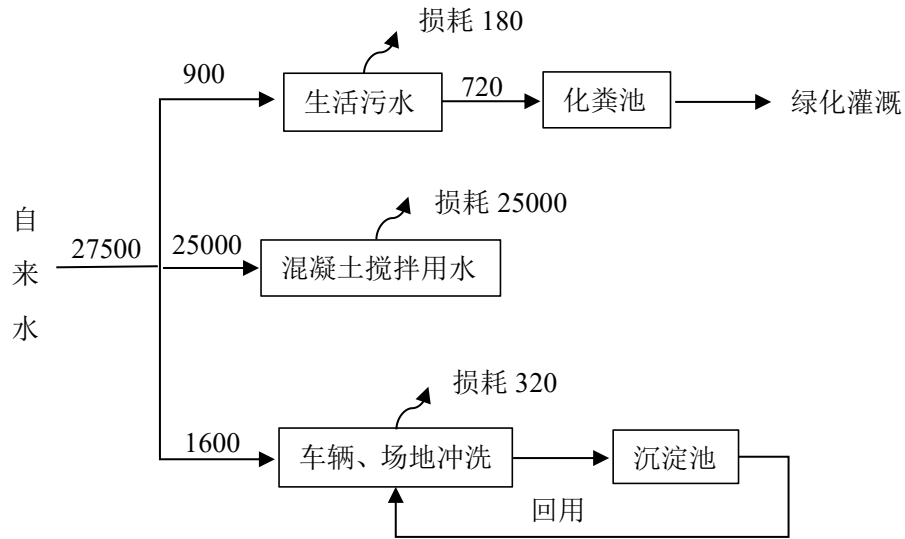 损耗 180
900
生活污水
720
化粪池
绿化灌溉
损耗 25000
自来水
27500
25000
混凝土搅拌用水
损耗 320
1600
车辆、场地冲洗
沉淀池
回用